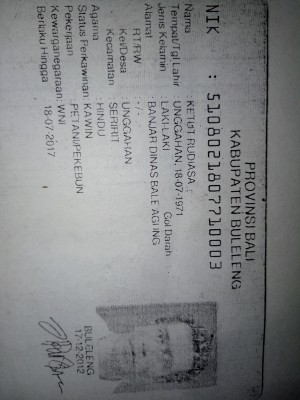 PROVINSI BALI
KABUPATEN BULELENG
NIK : 5108021807710003
Nama : KETUT RUDIASA
Tempat/Tgl Lahir : UNGGAHAN, 18-07-1971
Jenis Kelamin : LAKI-LAKI Gol Darah :
Alamat : BANJAR DINAS BALE AGUNG
RT/RW : -/-
Kel/Desa : UNGGAHAN
Kecamatan : SERIRIT
Agama : HINDU
Status Perkawinan : KAWIN
Pekerjaan : PETANI/PEKEBUN
Kewarganegaraan: WNI
Berlaku Hingga : 18-07-2017
BULELENG
17-12-2012